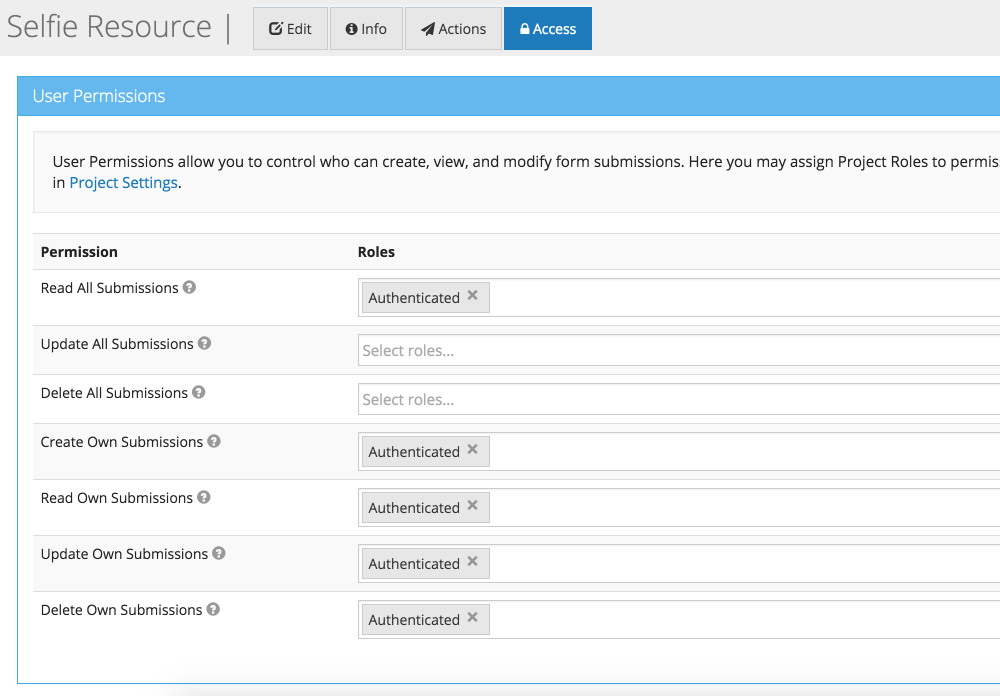 Selfie Resource |
Edit
Info
Actions
Access
User Permissions
User Permissions allow you to control who can create, view, and modify form submissions. Here you may assign Project Roles to permis
in Project Settings.
Permission Roles
Read All Submissions Authenticated
Update All Submissions Select roles...
Delete All Submissions Select roles...
Create Own Submissions Authenticated
Read Own Submissions Authenticated
Update Own Submissions Authenticated
Delete Own Submissions Authenticated